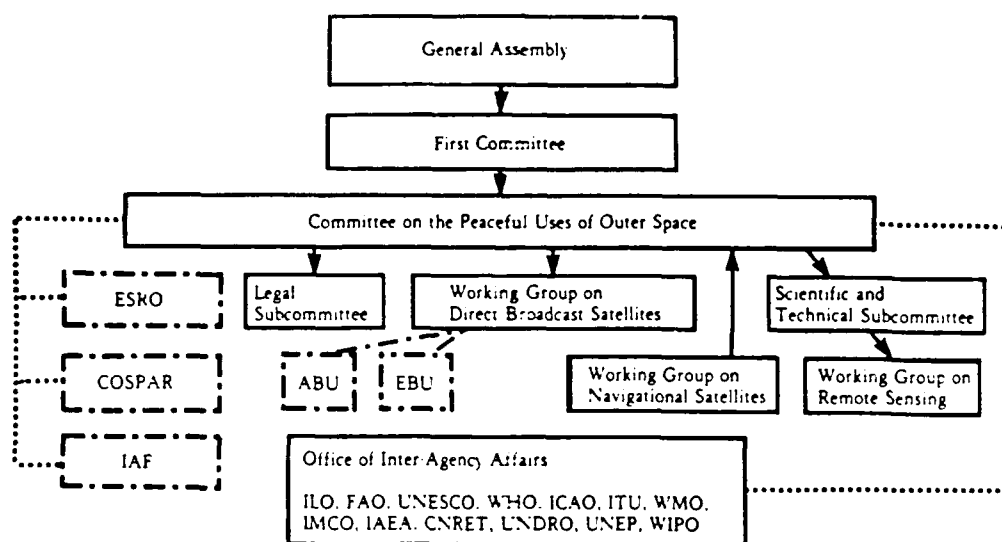 General Assembly
First Committee
Committee on the Peaceful Uses of Outer Space
ESRO
Legal
Subcommittee
Working Group on
Direct Broadcast Satellites
Scientific and
Technical Subcommittee
COSPAR
ABU
EBU
Working Group on
Navigational Satellites
Working Group on
Remote Sensing
IAF
Office of Inter-Agency Affairs
ILO, FAO, UNESCO, WHO, ICAO, ITU, WMO,
IMCO, IAEA, CNRET, UNDRO, UNEP, WIPO